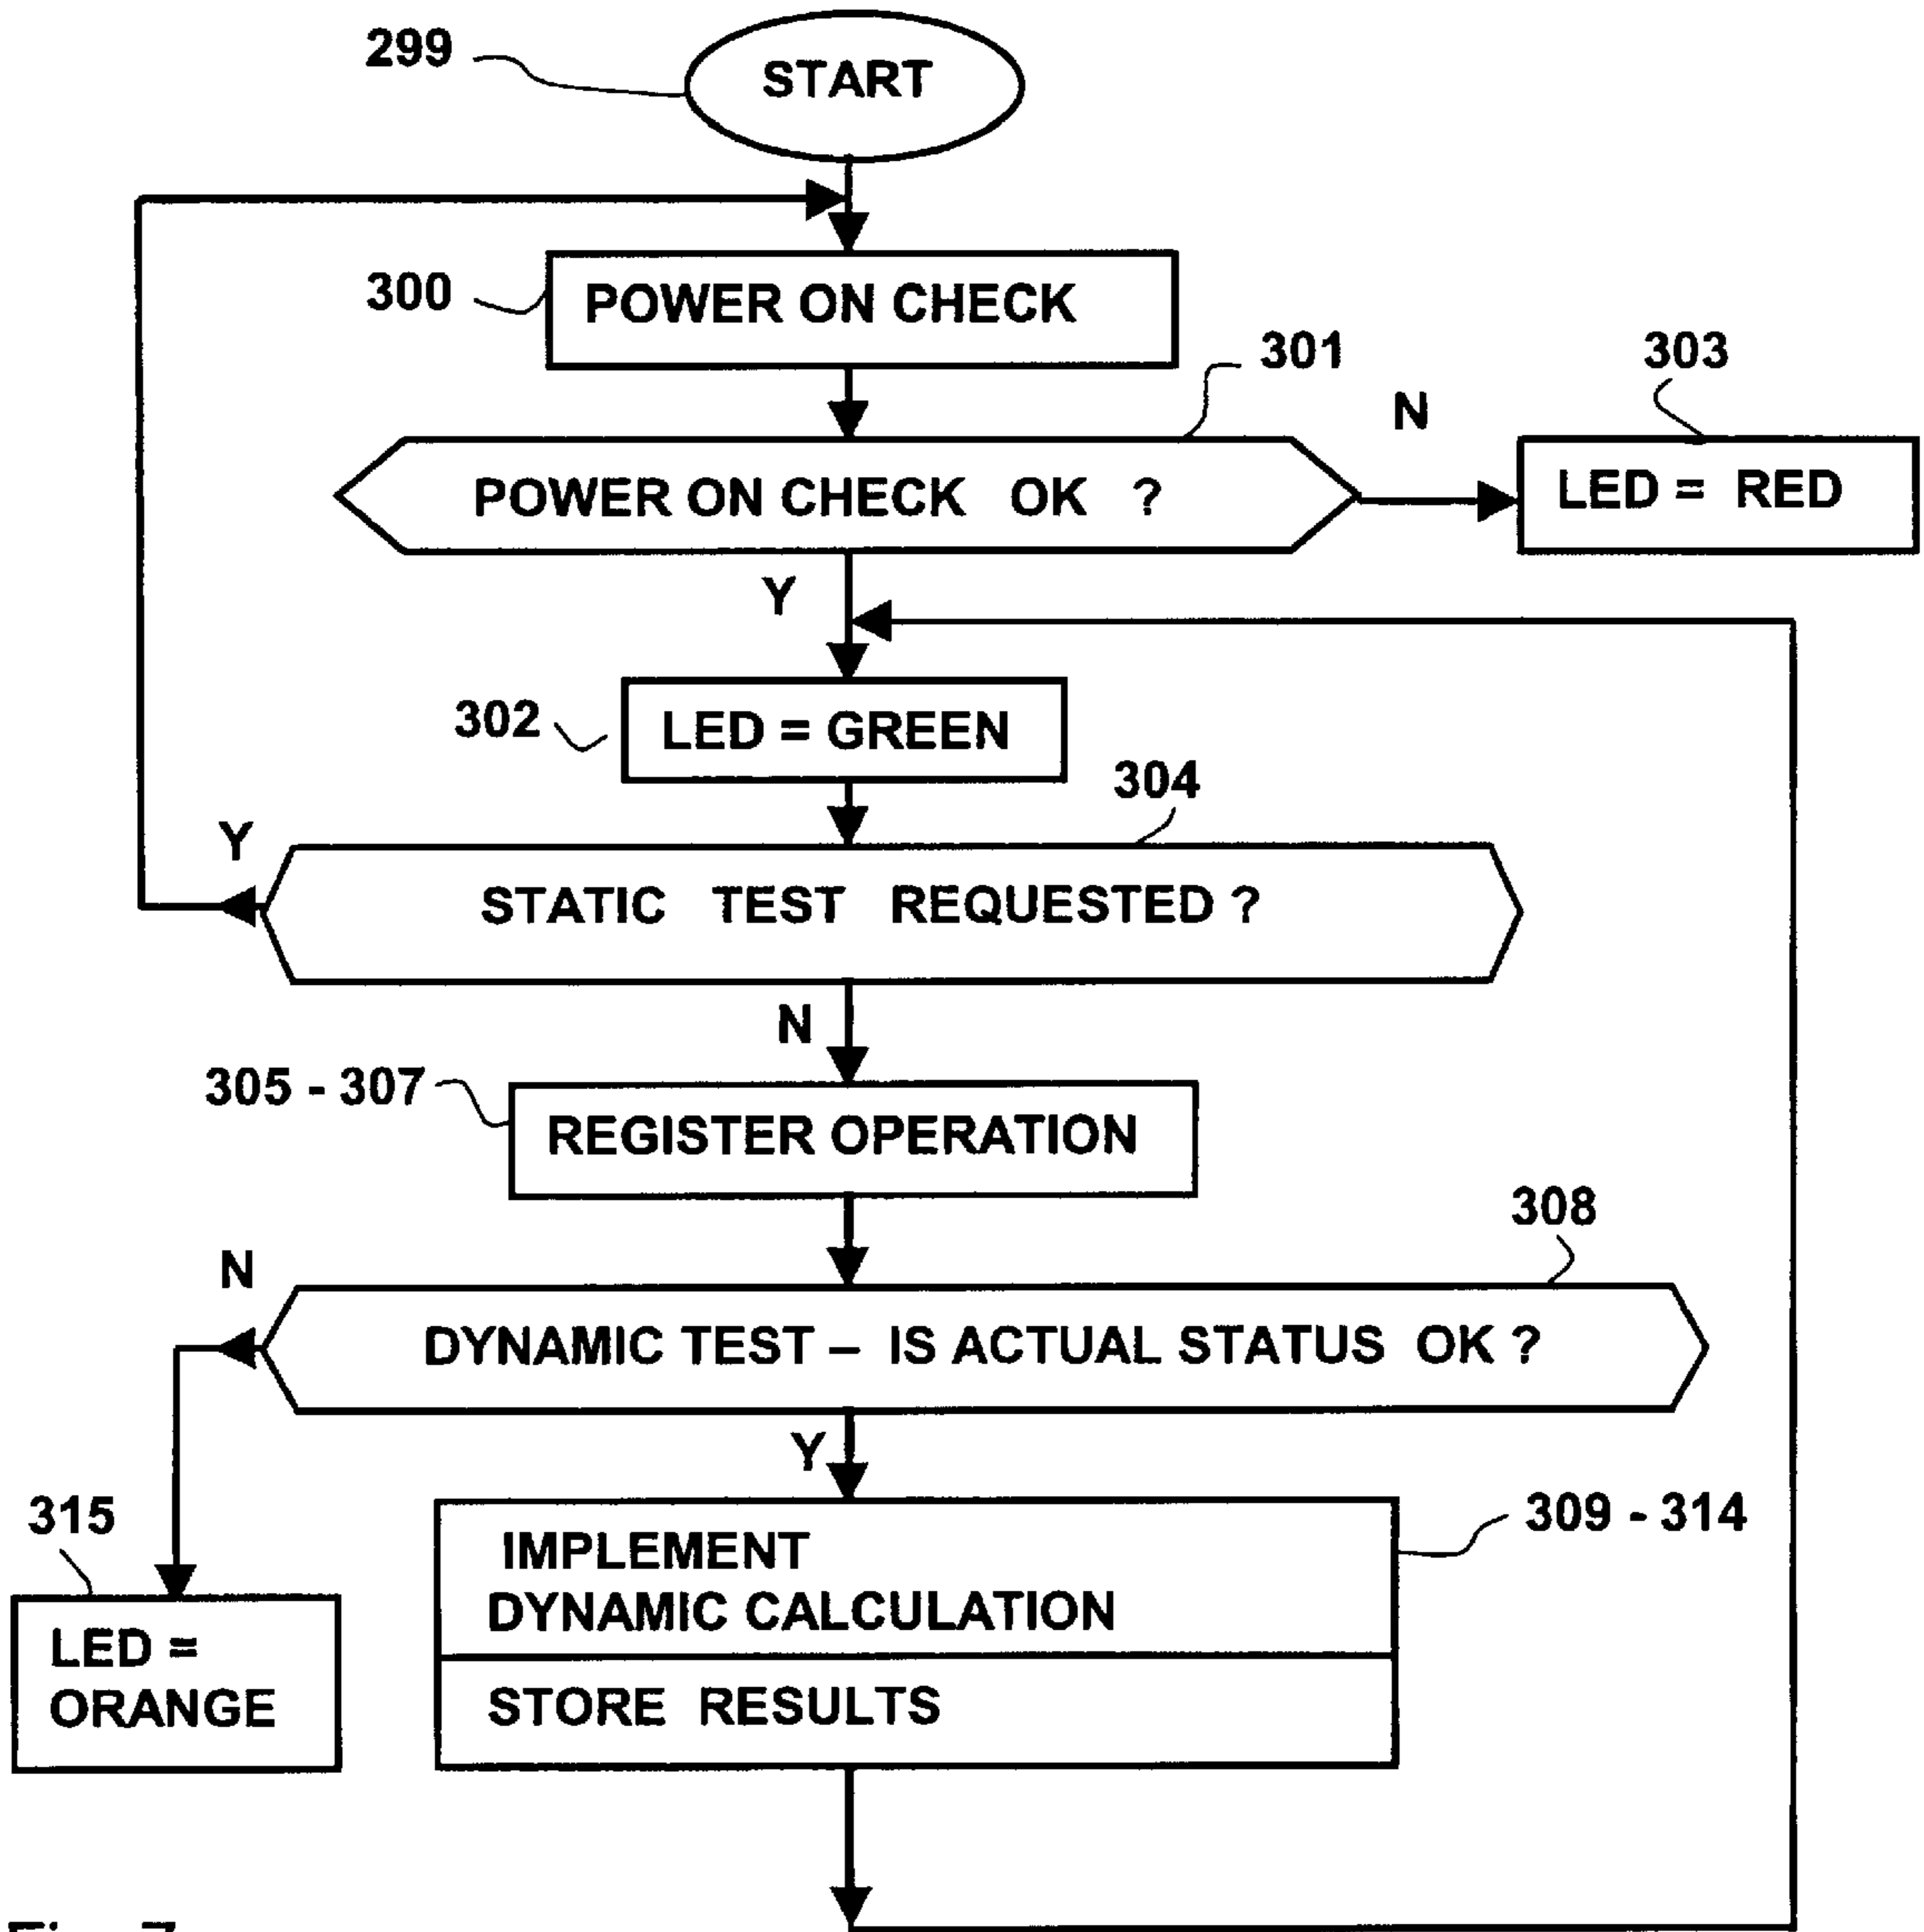 299
START
300
POWER ON CHECK
301
303
N
POWER ON CHECK OK ?
LED = RED
Y
302
LED = GREEN
304
Y
STATIC TEST REQUESTED ?
N
305 - 307
REGISTER OPERATION
308
N
DYNAMIC TEST – IS ACTUAL STATUS OK ?
Y
315
309 - 314
IMPLEMENT
DYNAMIC CALCULATION
LED =
ORANGE
STORE RESULTS